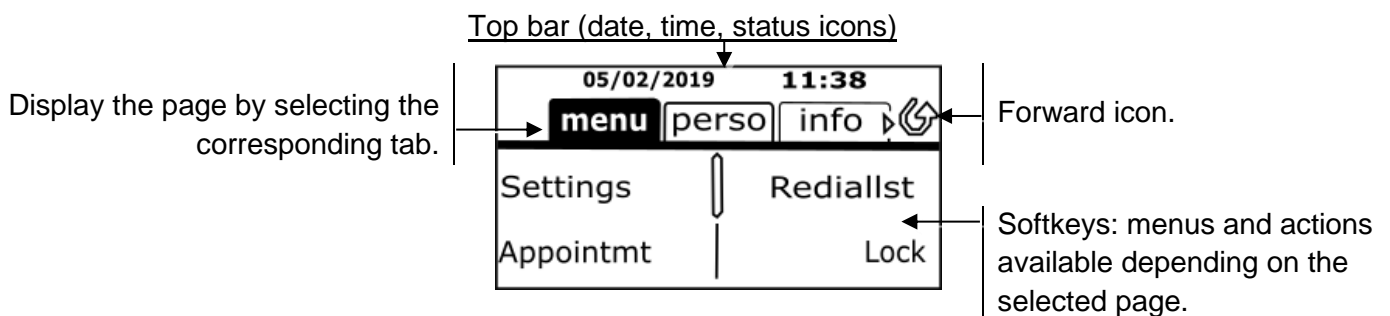 Top bar (date, time, status icons)
05/02/2019 11:38
menu perso info
Display the page by selecting the
corresponding tab.
Forward icon.
Settings Rediallst
Appointmt Lock
Softkeys: menus and actions
available depending on the
selected page.